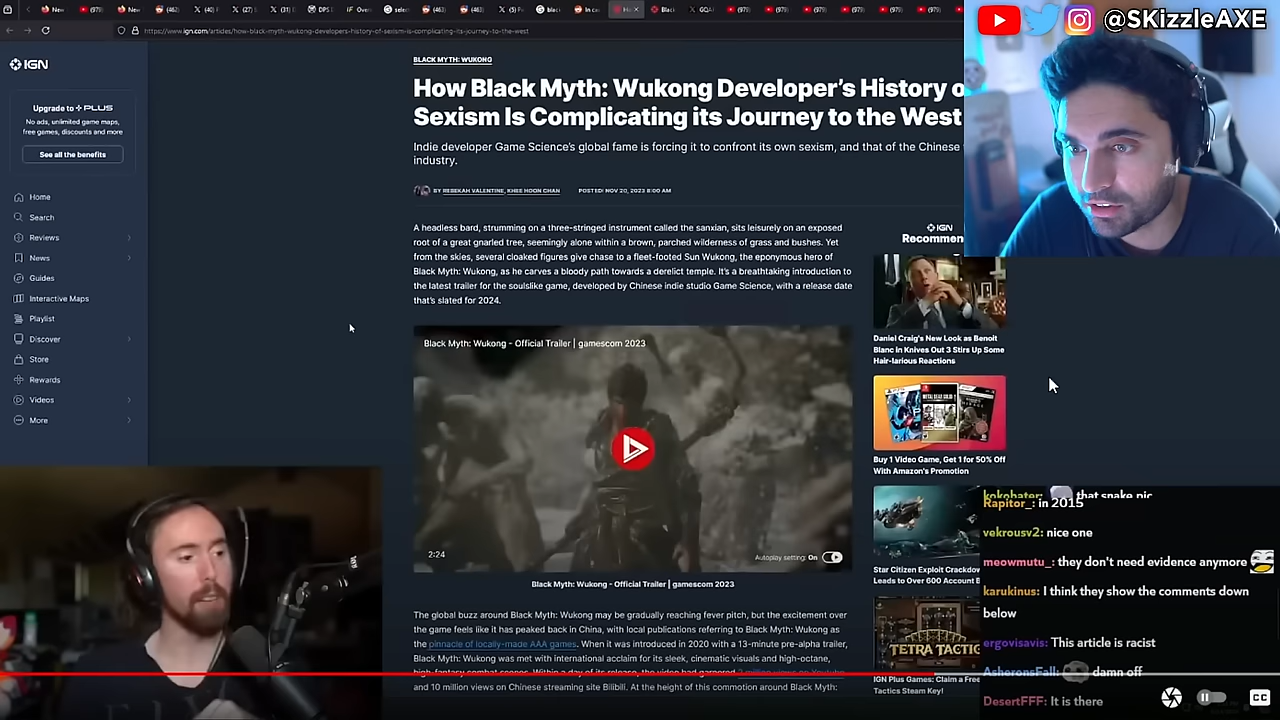 New
New
DPS
Over
select
black
In ca
Black
GOAL
https://www.ign.com/articles/how-black-myth-wukong-developers-history-of-sexism-is-complicating-its-journey-to-the-west
@SKizzleAXE
IGN
Upgrade to PLUS
No ads, unlimited game maps,
free games, discounts and more
See all the benefits
Home
Search
Reviews
News
Guides
Interactive Maps
Playlist
Discover
Store
Rewards
Videos
More
BLACK MYTH: WUKONG
How Black Myth: Wukong Developer's History o
Sexism Is Complicating its Journey to the West
Indie developer Game Science's global fame is forcing it to confront its own sexism, and that of the Chinese
industry.
BY REBEKAH VALENTINE, KHEE HOON CHAN POSTED: NOV 20, 2023 8:00 AM
A headless bard, strumming on a three-stringed instrument called the sanxian, sits leisurely on an exposed
root of a great gnarled tree, seemingly alone within a brown, parched wilderness of grass and bushes. Yet
from the skies, several cloaked figures give chase to a fleet-footed Sun Wukong, the eponymous hero of
Black Myth: Wukong, as he carves a bloody path towards a derelict temple. It's a breathtaking introduction to
the latest trailer for the soulslike game, developed by Chinese indie studio Game Science, with a release date
that's slated for 2024.
Black Myth: Wukong - Official Trailer | gamescom 2023
2:24
Autoplay setting: On
Black Myth: Wukong - Official Trailer | gamescom 2023
The global buzz around Black Myth: Wukong may be gradually reaching fever pitch, but the excitement over
the game feels like it has peaked back in China, with local publications referring to Black Myth: Wukong as
the pinnacle of locally-made AAA games. When it was introduced in 2020 with a 13-minute pre-alpha trailer,
Black Myth: Wukong was met with international acclaim for its sleek, cinematic visuals and high-octane,
high-fantasy combat scenes. Within a day of its release, the video had garnered 2 million views on Youtube
and 10 million views on Chinese streaming site Bilibili. At the height of this commotion around Black Myth:
IGN
Recommen
Daniel Craig's New Look as Benoit
Blanc in Knives Out 3 Stirs Up Some
Hair-larious Reactions
Buy 1 Video Game, Get 1 for 50% Off
With Amazon's Promotion
Star Citizen Exploit Crackdow
Leads to Over 600 Account B
TETRA TACTIC
IGN Plus Games: Claim a Free
Tactics Steam Key!
kokobater: that snake pic
Rapitor_: in 2015
vekrousv2: nice one
meowmutu_: they don't need evidence anymore
karukinus: I think they show the comments down
below
ergovisavis: This article is racist
AsheronsFall: damn off
DesertFFF: It is there
CC